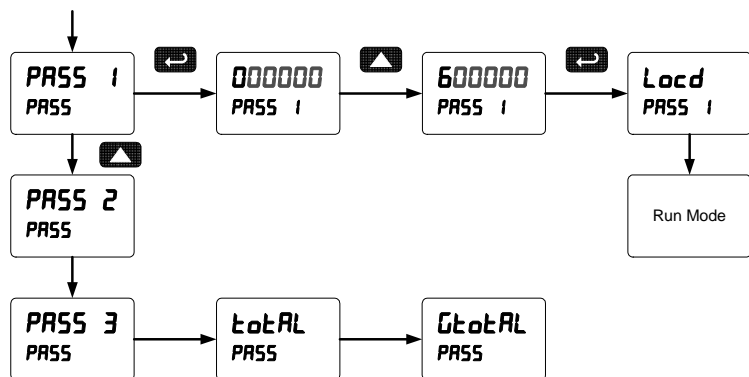 PASS 1
PASS
000000
PASS 1
600000
PASS 1
Locd
PASS 1
PASS 2
PASS
Run Mode
PASS 3
PASS
totAL
PASS
GtotAL
PASS